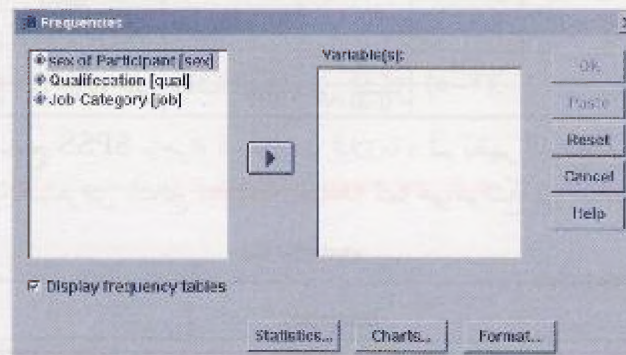 Frequencies
sex of Participant [sex]
Qualifecation [qual]
Job Category [job]
Variable(s):
OK
Paste
Reset
Cancel
Help
Display frequency tables
Statistics...
Charts...
Format...